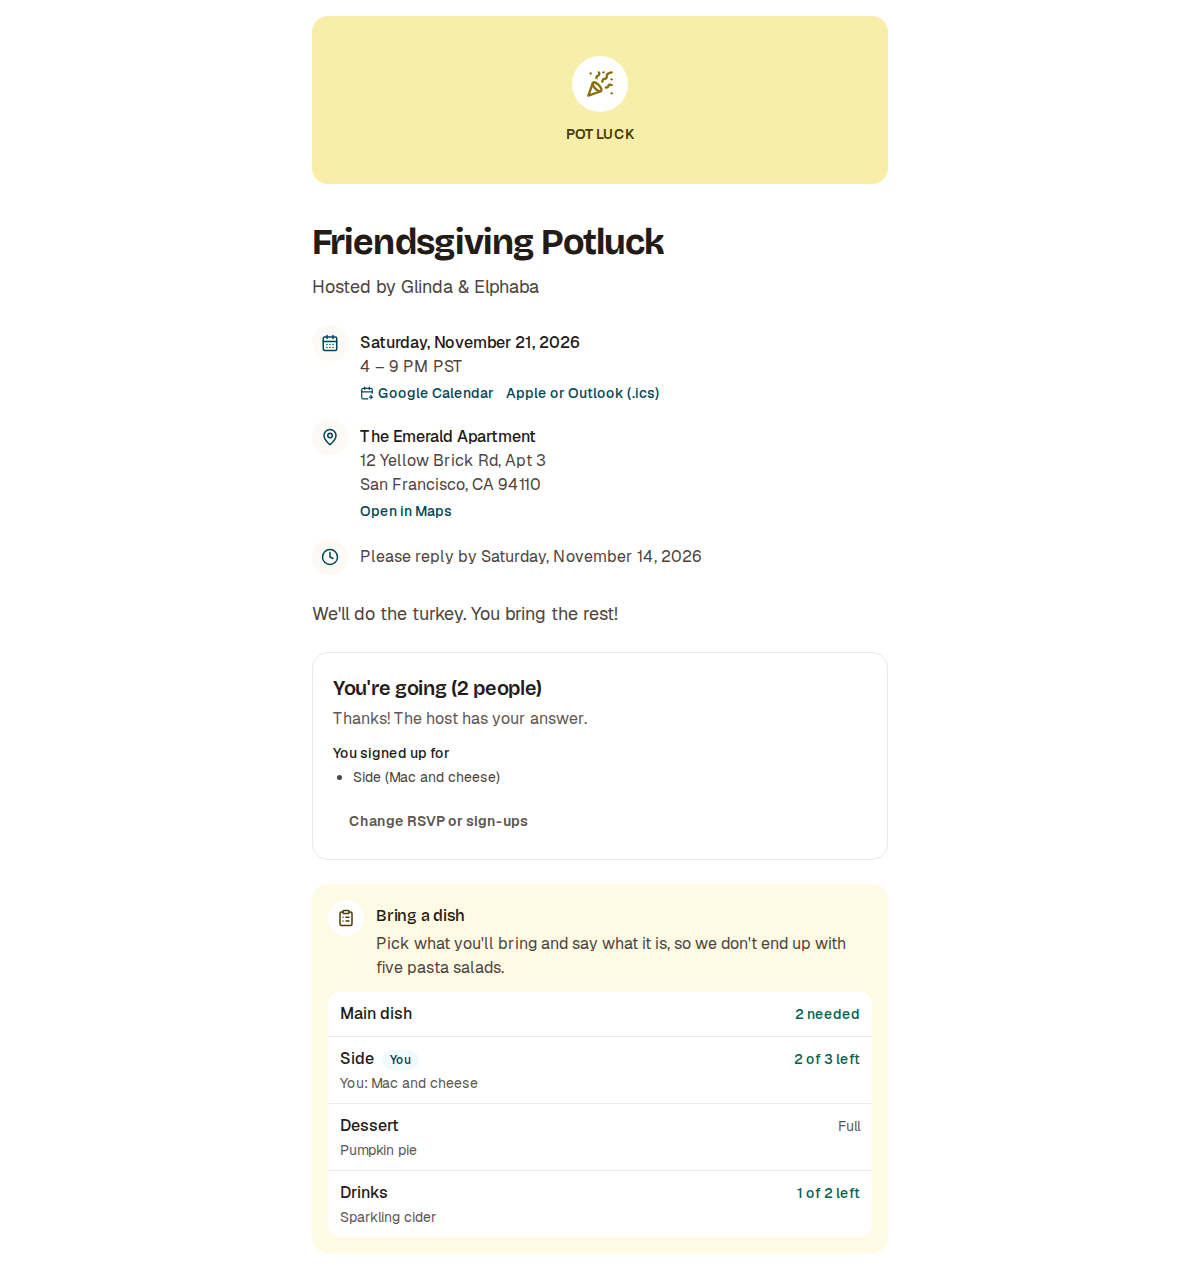 POTLUCK
Friendsgiving Potluck
Hosted by Glinda & Elphaba
Saturday, November 21, 2026
4 – 9 PM PST
Google Calendar Apple or Outlook (.ics)
The Emerald Apartment
12 Yellow Brick Rd, Apt 3
San Francisco, CA 94110
Open in Maps
Please reply by Saturday, November 14, 2026
We'll do the turkey. You bring the rest!
You're going (2 people)
Thanks! The host has your answer.
You signed up for
• Side (Mac and cheese)
Change RSVP or sign-ups
Bring a dish
Pick what you'll bring and say what it is, so we don't end up with
five pasta salads.
Main dish 2 needed
Side You 2 of 3 left
You: Mac and cheese
Dessert Full
Pumpkin pie
Drinks 1 of 2 left
Sparkling cider